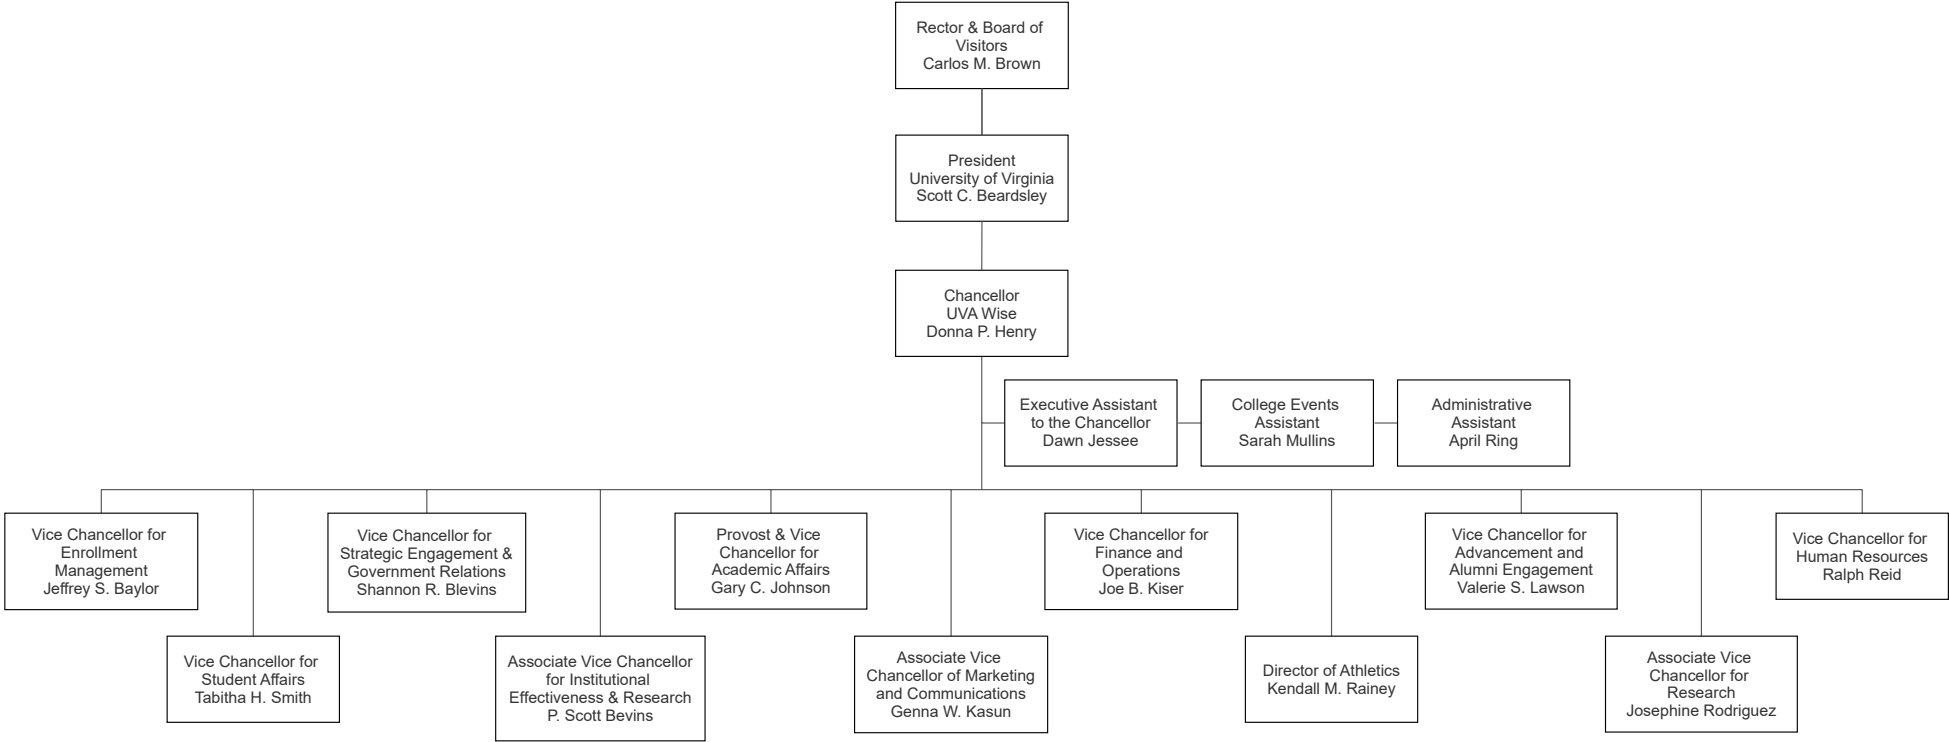 Rector & Board of
Visitors
Carlos M. Brown
President
University of Virginia
Scott C. Beardsley
Chancellor
UVA Wise
Donna P. Henry
Executive Assistant
to the Chancellor
Dawn Jessee
College Events
Assistant
Sarah Mullins
Administrative
Assistant
April Ring
Vice Chancellor for
Enrollment
Management
Jeffrey S. Baylor
Vice Chancellor for
Strategic Engagement &
Government Relations
Shannon R. Blevins
Provost & Vice
Chancellor for
Academic Affairs
Gary C. Johnson
Vice Chancellor for
Finance and
Operations
Joe B. Kiser
Vice Chancellor for
Advancement and
Alumni Engagement
Valerie S. Lawson
Vice Chancellor for
Human Resources
Ralph Reid
Vice Chancellor for
Student Affairs
Tabitha H. Smith
Associate Vice Chancellor
for Institutional
Effectiveness & Research
P. Scott Bevins
Associate Vice
Chancellor of Marketing
and Communications
Genna W. Kasun
Director of Athletics
Kendall M. Rainey
Associate Vice
Chancellor for
Research
Josephine Rodriguez